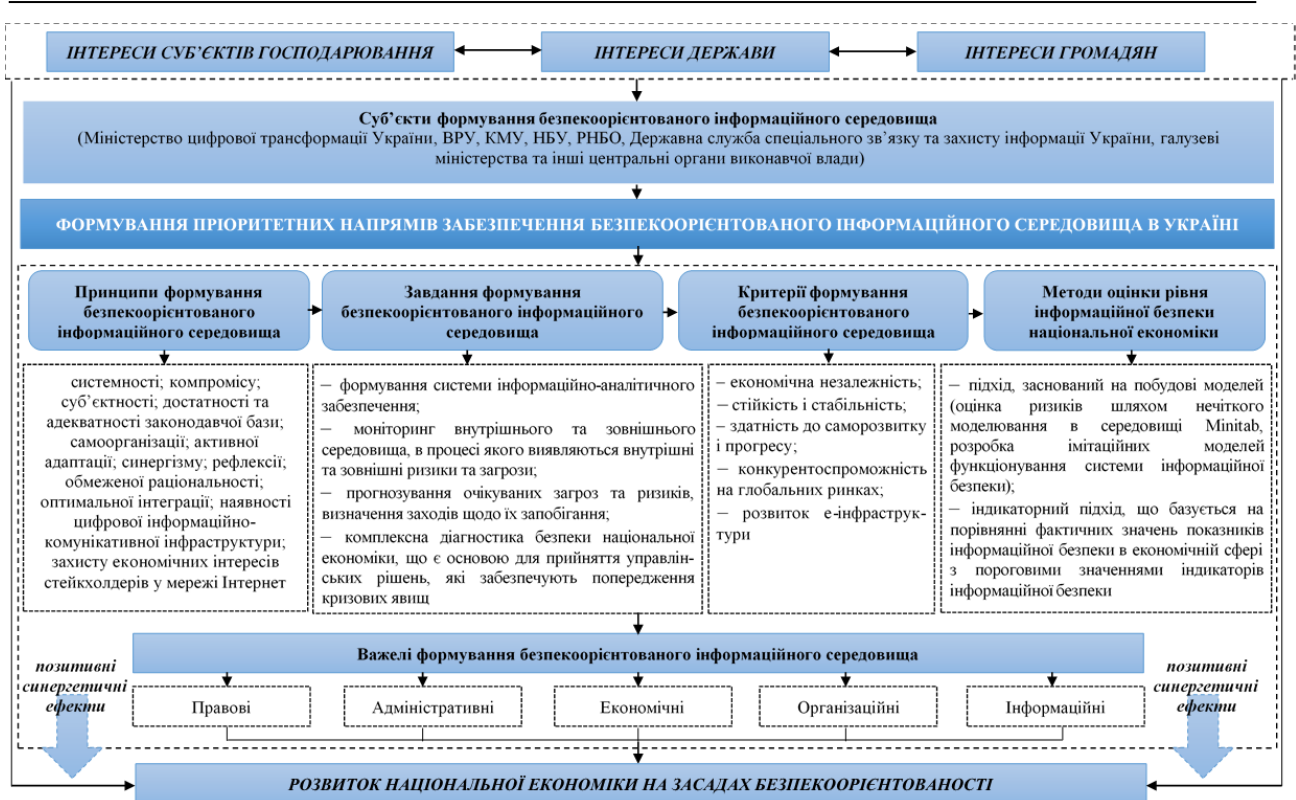 ІНТЕРЕСИ СУБ'ЄКТІВ ГОСПОДАРЮВАННЯ
ІНТЕРЕСИ ДЕРЖАВИ
ІНТЕРЕСИ ГРОМАДЯН
Суб'єкти формування безпекоорієнтованого інформаційного середовища
(Міністерство цифрової трансформації України, ВРУ, КМУ, НБУ, РНБО, Державна служба спеціального зв'язку та захисту інформації України, галузеві
міністерства та інші центральні органи виконавчої влади)
ФОРМУВАННЯ ПРІОРИТЕТНИХ НАПРЯМІВ ЗАБЕЗПЕЧЕННЯ БЕЗПЕКООРІЄНТОВАНОГО ІНФОРМАЦІЙНОГО СЕРЕДОВИЩА В УКРАЇНІ
Принципи формування
безпекоорієнтованого
інформаційного середовища
Завдання формування
безпекоорієнтованого інформаційного
середовища
Критерії формування
безпекоорієнтованого
інформаційного середовища
Методи оцінки рівня
інформаційної безпеки
національної економіки
системності; компромісу;
суб'єктності; достатності та
адекватності законодавчої бази;
самоорганізації; активної
адаптації; синергізму; рефлексії;
обмеженої раціональності;
оптимальної інтеграції; наявності
цифрової інформаційно-
комунікативної інфраструктури;
захисту економічних інтересів
стейкхолдерів у мережі Інтернет
– формування системи інформаційно-аналітичного
забезпечення;
– моніторинг внутрішнього та зовнішнього
середовища, в процесі якого виявляються внутрішні
та зовнішні ризики та загрози;
– прогнозування очікуваних загроз та ризиків,
визначення заходів щодо їх запобігання;
– комплексна діагностика безпеки національної
економіки, що є основою для прийняття управлін-
ських рішень, які забезпечують попередження
кризових явищ
– економічна незалежність;
– стійкість і стабільність;
– здатність до саморозвитку
і прогресу;
– конкурентоспроможність
на глобальних ринках;
– розвиток е-інфраструк-
тури
– підхід, заснований на побудові моделей
(оцінка ризиків шляхом нечіткого
моделювання в середовищі Minitab,
розробка імітаційних моделей
функціонування системи інформаційної
безпеки);
– індикаторний підхід, що базується на
порівнянні фактичних значень показників
інформаційної безпеки в економічній сфері
з пороговими значеннями індикаторів
інформаційної безпеки
Важелі формування безпекоорієнтованого інформаційного середовища
позитивні
синергетичні
ефекти
Правові
Адміністративні
Економічні
Організаційні
Інформаційні
позитивні
синергетичні
ефекти
РОЗВИТОК НАЦІОНАЛЬНОЇ ЕКОНОМІКИ НА ЗАСАДАХ БЕЗПЕКООРІЄНТОВАНОСТІ